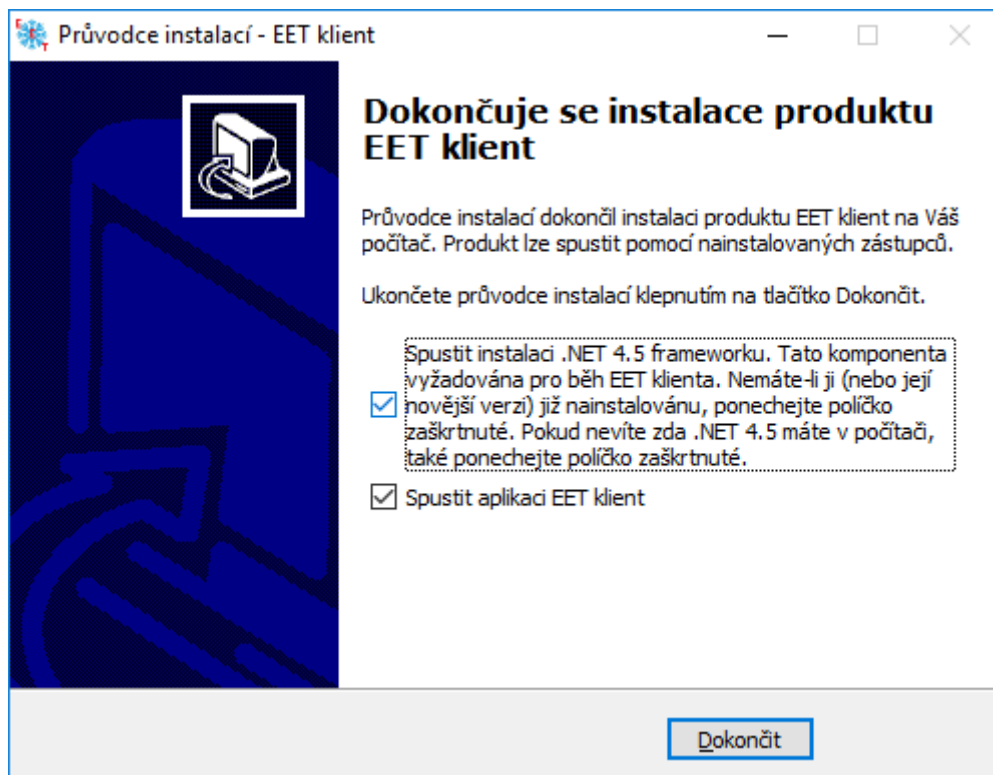 Průvodce instalací - EET klient
Dokončuje se instalace produktu
EET klient
Průvodce instalací dokončil instalaci produktu EET klient na Váš
počítač. Produkt lze spustit pomocí nainstalovaných zástupců.
Ukončete průvodce instalací klepnutím na tlačítko Dokončit.
Spustit instalaci .NET 4.5 frameworku. Tato komponenta
vyžadována pro běh EET klienta. Nemáte-li ji (nebo její
novější verzi) již nainstalovánu, ponechejte políčko
zaškrtnuté. Pokud nevíte zda .NET 4.5 máte v počítači,
také ponechejte políčko zaškrtnuté.
Spustit aplikaci EET klient
Dokončit